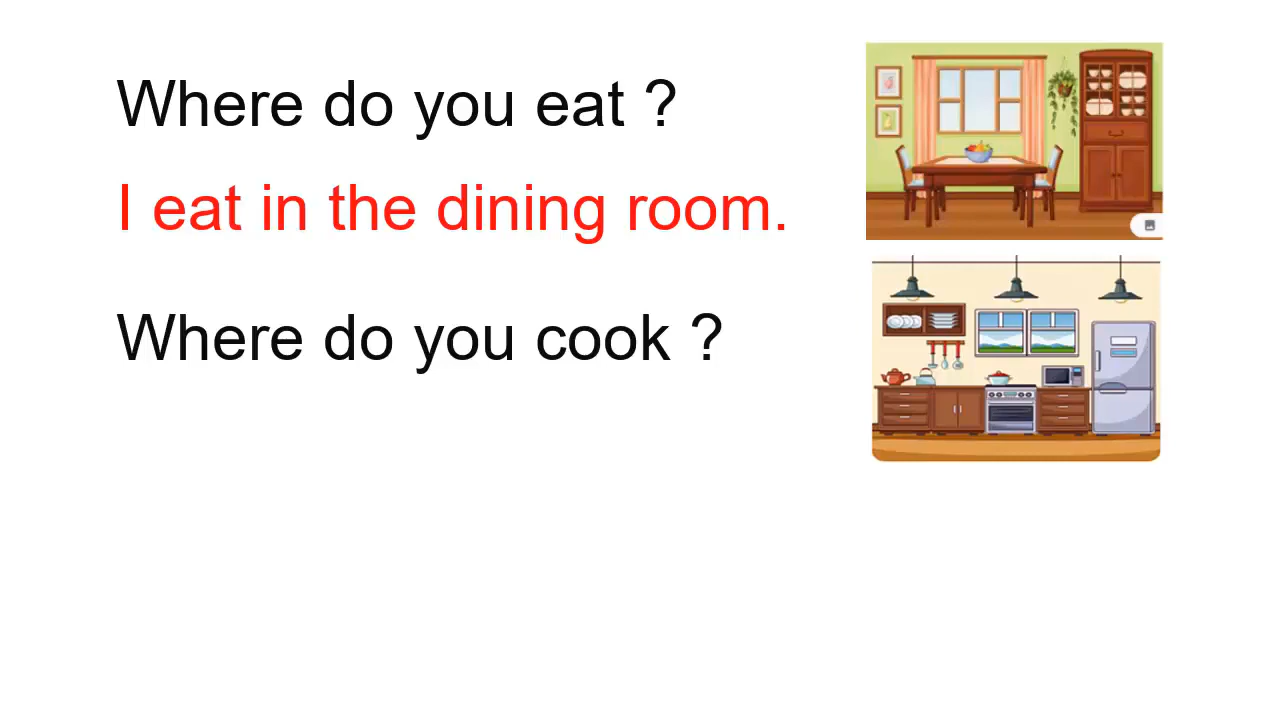 Where do you eat ?
I eat in the dining room.
Where do you cook ?